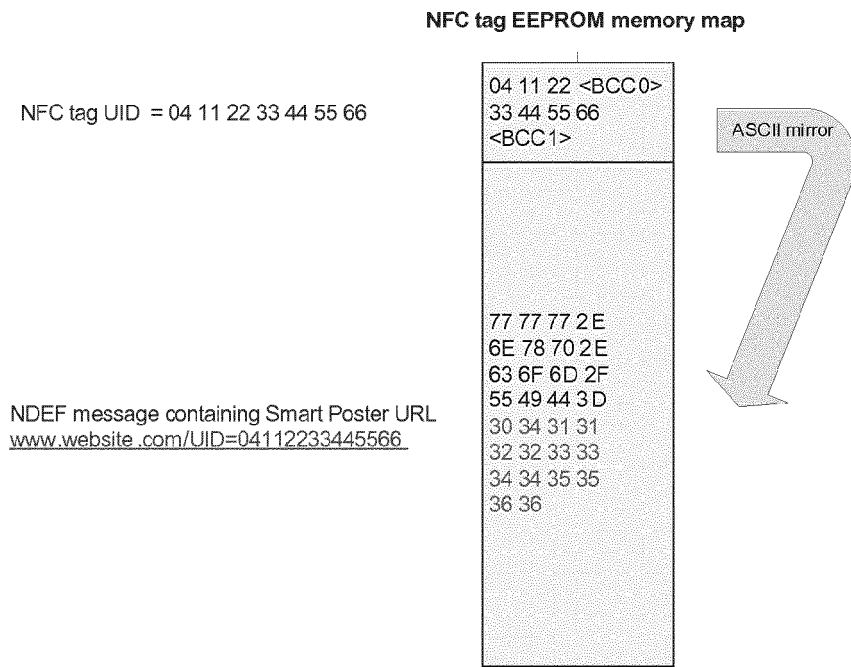 NFC tag EEPROM memory map
NFC tag UID = 04 11 22 33 44 55 66
04 11 22 <BCC0>
33 44 55 66
<BCC1>
ASCII mirror
77 77 77 2E
6E 78 70 2E
63 6F 6D 2F
55 49 44 3D
30 34 31 31
32 32 33 33
34 34 35 35
36 36
NDEF message containing Smart Poster URL
www.website .com/UID=04112233445566